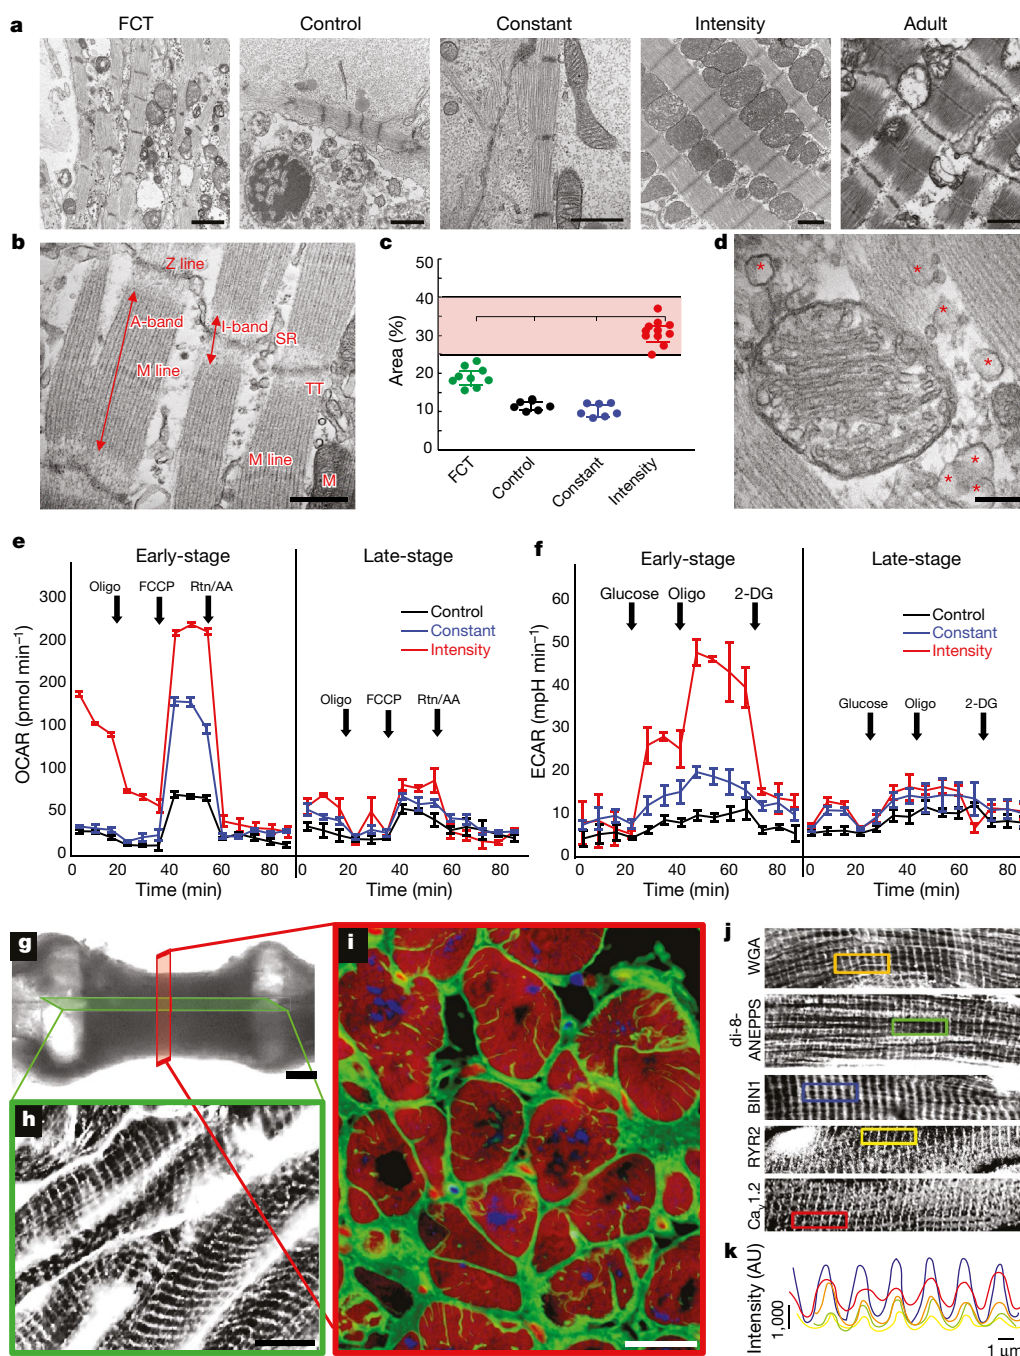 a
FCT Control Constant Intensity Adult
b
Z line
A-band
I-band
SR
M line
TT
M line
M
c
Area (%)
50
40
30
20
10
0
FCT Control Constant Intensity
d
* * * * * * *
e
Early-stage Late-stage
Oligo FCCP Rtn/AA
Control
Constant
Intensity
Oligo FCCP Rtn/AA
OCAR (pmol min⁻¹)
300
200
200
100
100
50
0
0 20 40 60 80 0 20 40 60 80
Time (min) Time (min)
f
Early-stage Late-stage
Glucose Oligo 2-DG
Control
Constant
Intensity
Glucose Oligo 2-DG
ECAR (mpH min⁻¹)
60
50
40
30
20
10
0
0 20 40 60 80 0 20 40 60 80
Time (min) Time (min)
g
h
i
j
WGA
di-8-
ANEPPS
BIN1
RYR2
Cav1.2
k
Intensity (AU)
1,000
1 μm